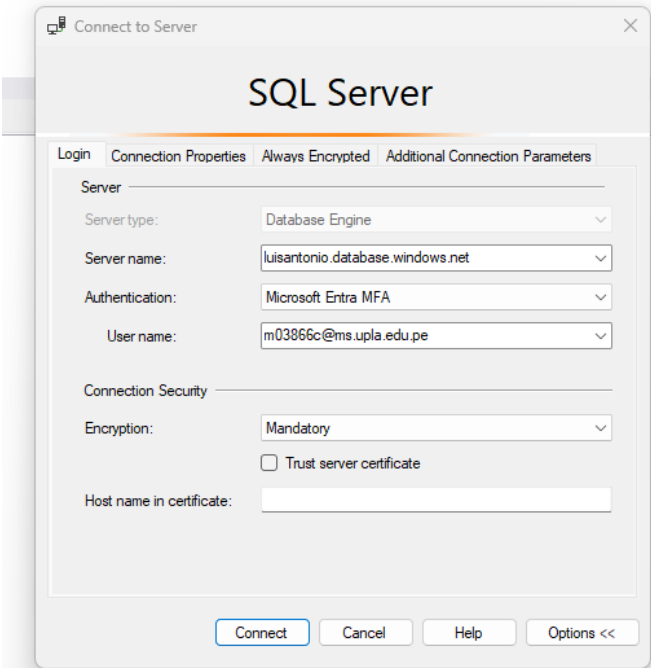 Connect to Server
SQL Server
Login Connection Properties Always Encrypted Additional Connection Parameters
Server
Server type: Database Engine
Server name: luisantonio.database.windows.net
Authentication: Microsoft Entra MFA
User name: m03866c@ms.upla.edu.pe
Connection Security
Encryption: Mandatory
Trust server certificate
Host name in certificate:
Connect Cancel Help Options <<